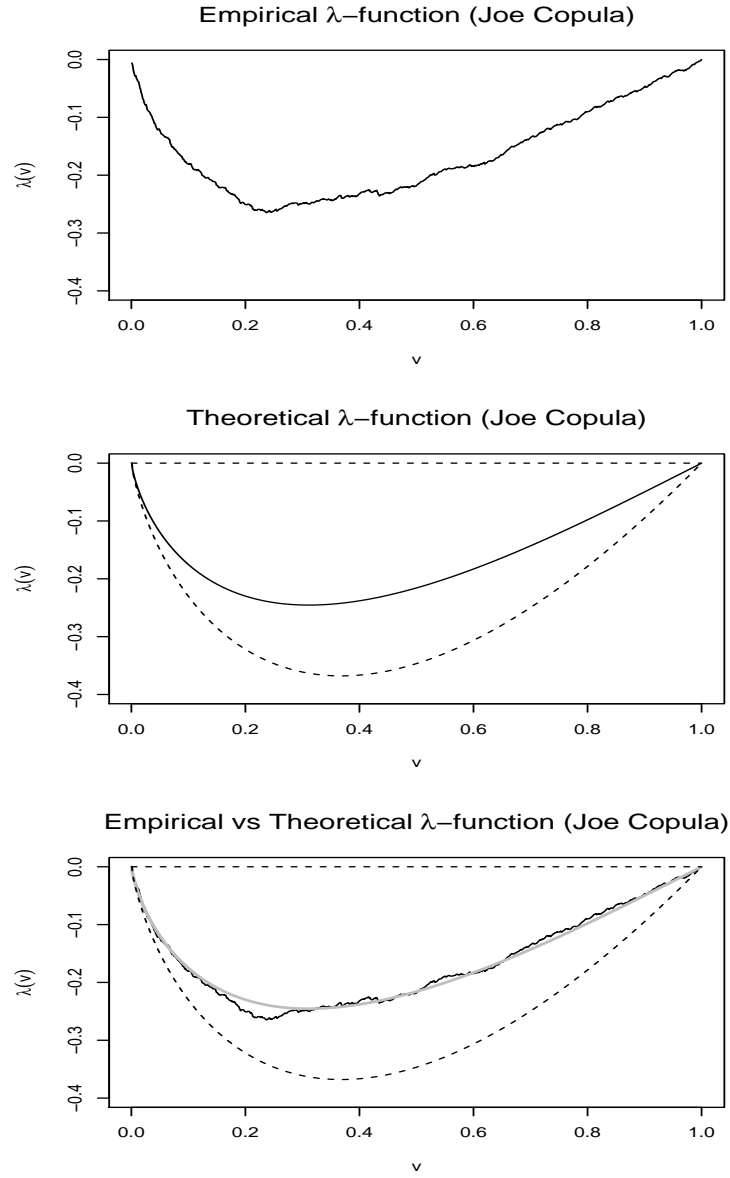 Empirical λ−function (Joe Copula)
0.0
−0.1
−0.2
−0.3
−0.4
λ(v)
0.0 0.2 0.4 0.6 0.8 1.0
v
Theoretical λ−function (Joe Copula)
0.0
−0.1
−0.2
−0.3
−0.4
λ(v)
0.0 0.2 0.4 0.6 0.8 1.0
v
Empirical vs Theoretical λ−function (Joe Copula)
0.0
−0.1
−0.2
−0.3
−0.4
λ(v)
0.0 0.2 0.4 0.6 0.8 1.0
v